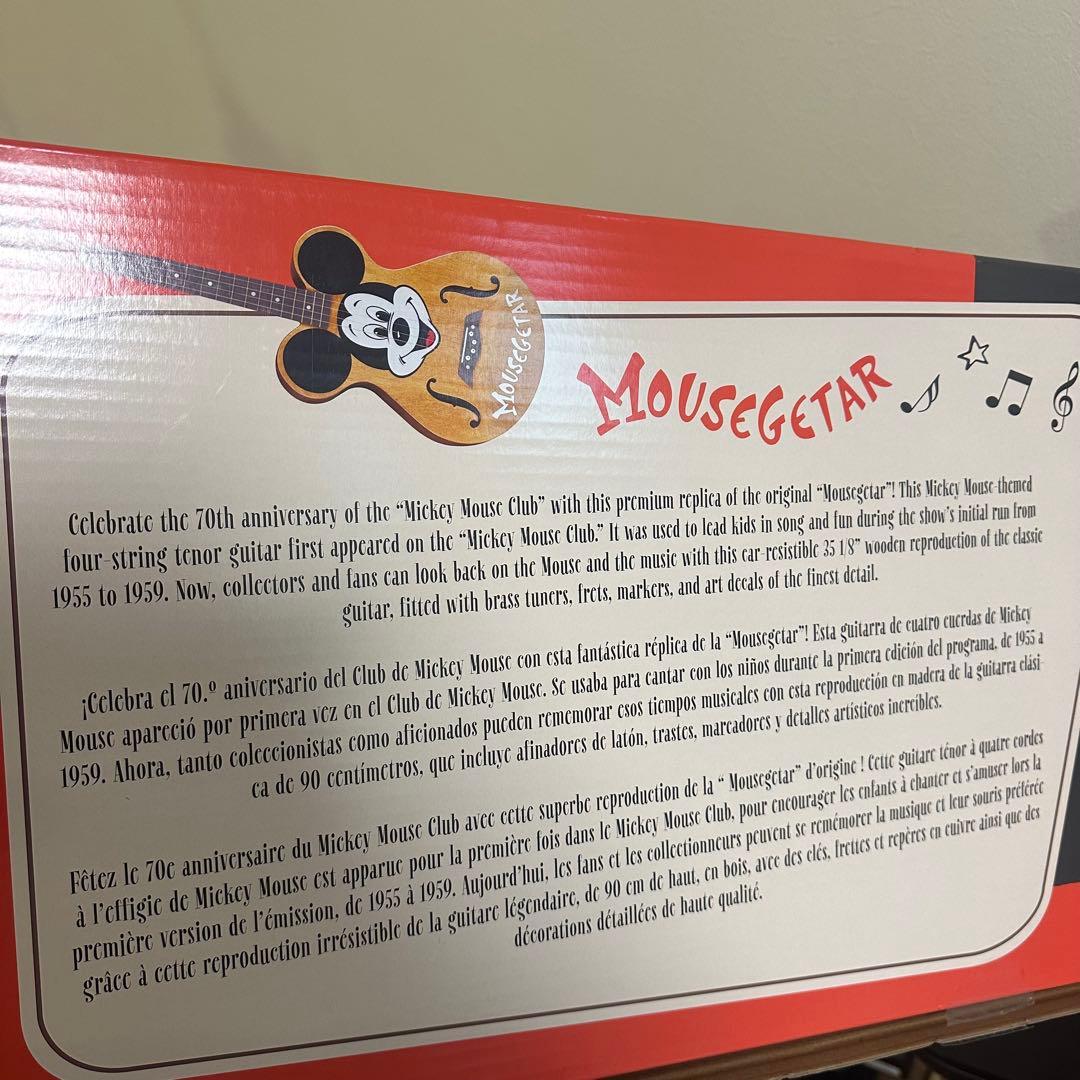 MOUSEGETAR
MOUSEGETAR
Celebrate the 70th anniversary of the “Mickey Mouse Club” with this premium replica of the original “Mousegetar”! This Mickey Mouse-themed
four-string tenor guitar first appeared on the “Mickey Mouse Club.” It was used to lead kids in song and fun during the show’s initial run from
1955 to 1959. Now, collectors and fans can look back on the Mouse and the music with this ear-resistible 35 1/8” wooden reproduction of the classic
guitar, fitted with brass tuners, frets, markers, and art decals of the finest detail.
¡Celebra el 70.º aniversario del Club de Mickey Mouse con esta fantástica réplica de la “Mousegetar”! Esta guitarra de cuatro cuerdas de Mickey
Mouse apareció por primera vez en el Club de Mickey Mouse. Se usaba para cantar con los niños durante la primera edición del programa, de 1955 a
1959. Ahora, tanto coleccionistas como aficionados pueden rememorar esos tiempos musicales con esta reproducción en madera de la guitarra clási-
ca de 90 centímetros, que incluye afinadores de latón, trastes, marcadores y detalles artísticos increíbles.
Fêtez le 70e anniversaire du Mickey Mouse Club avec cette superbe reproduction de la “ Mousegetar” d’origine ! Cette guitare ténor à quatre cordes
à l’effigie de Mickey Mouse est apparue pour la première fois dans le Mickey Mouse Club, pour encourager les enfants à chanter et s’amuser lors la
première version de l’émission, de 1955 à 1959. Aujourd’hui, les fans et les collectionneurs peuvent se remémorer la musique et leur souris préférée
grâce à cette reproduction irrésistible de la guitare légendaire, de 90 cm de haut, en bois, avec des clés, frettes et repères en cuivre ainsi que des
décorations détaillées de haute qualité.